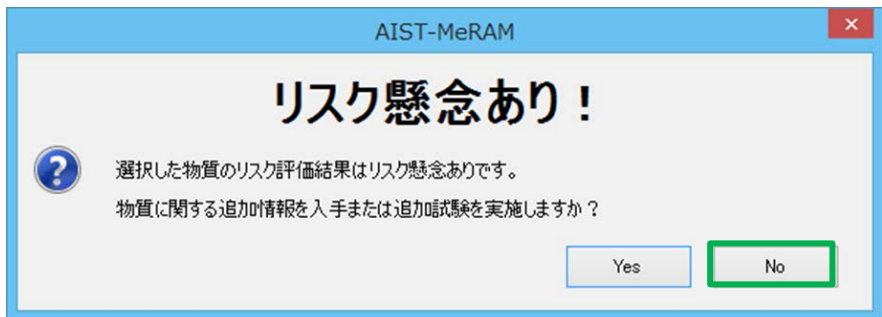 AIST-MeRAM
リスク懸念あり！
選択した物質のリスク評価結果はリスク懸念ありです。
物質に関する追加情報を入手または追加試験を実施しますか？
Yes
No